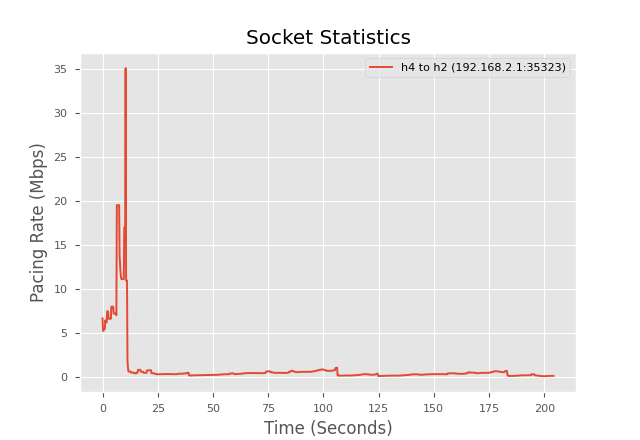 Socket Statistics
h4 to h2 (192.168.2.1:35323)
Pacing Rate (Mbps)
35
30
25
20
15
10
5
0
0 25 50 75 100 125 150 175 200
Time (Seconds)